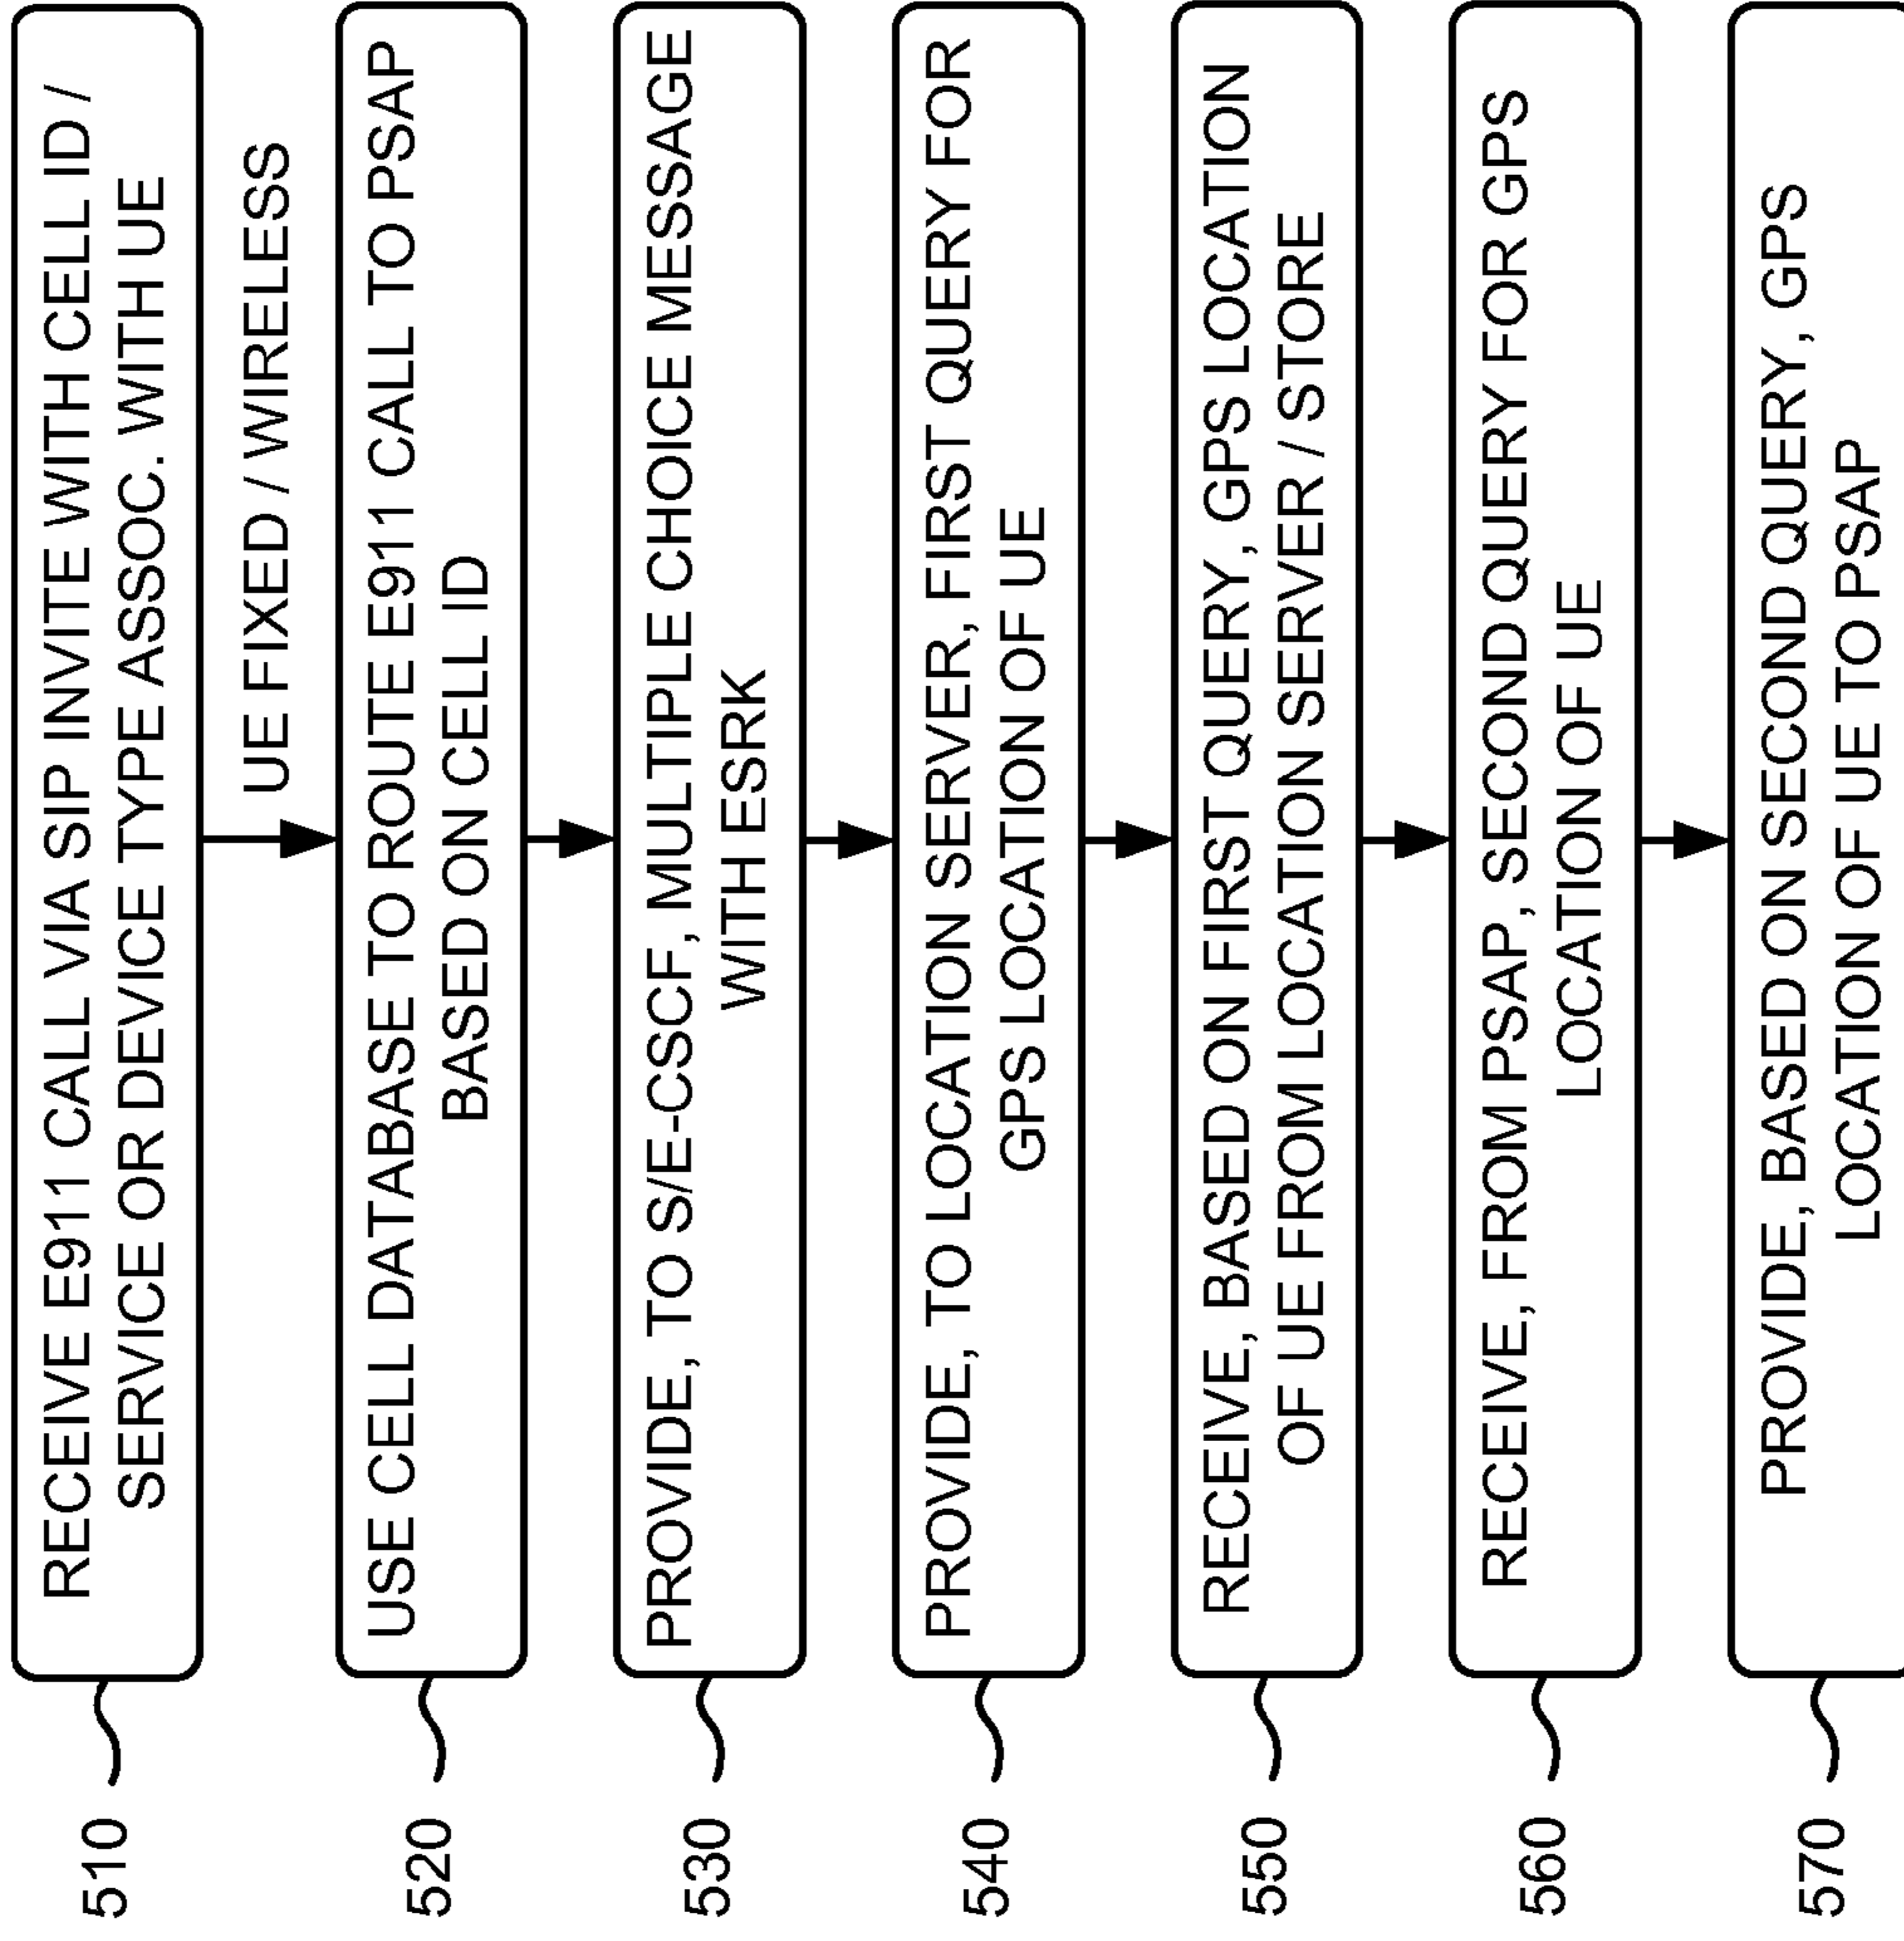 510
RECEIVE E911 CALL VIA SIP INVITE WITH CELL ID /
SERVICE OR DEVICE TYPE ASSOC. WITH UE
UE FIXED / WIRELESS
520
USE CELL DATABASE TO ROUTE E911 CALL TO PSAP
BASED ON CELL ID
530
PROVIDE, TO S/E-CSCF, MULTIPLE CHOICE MESSAGE
WITH ESRK
540
PROVIDE, TO LOCATION SERVER, FIRST QUERY FOR
GPS LOCATION OF UE
550
RECEIVE, BASED ON FIRST QUERY, GPS LOCATION
OF UE FROM LOCATION SERVER / STORE
560
RECEIVE, FROM PSAP, SECOND QUERY FOR GPS
LOCATION OF UE
570
PROVIDE, BASED ON SECOND QUERY, GPS
LOCATION OF UE TO PSAP